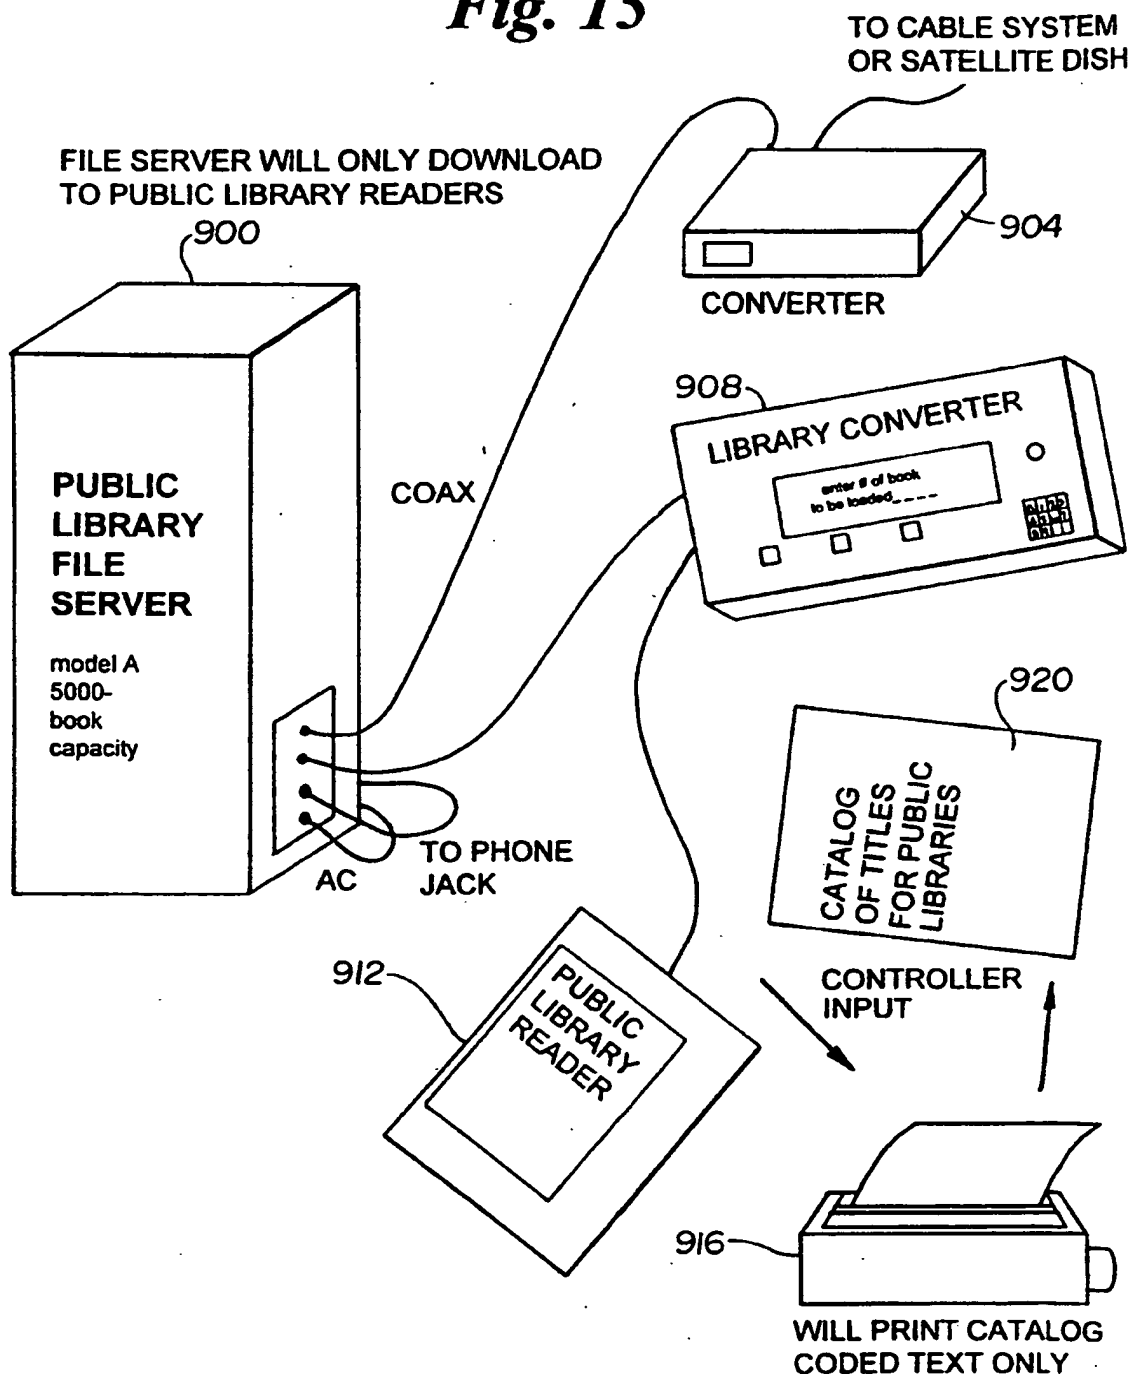 Fig. 15
TO CABLE SYSTEM
OR SATELLITE DISH
FILE SERVER WILL ONLY DOWNLOAD
TO PUBLIC LIBRARY READERS
900
904
CONVERTER
908
LIBRARY CONVERTER
enter # of book
to be loaded____
COAX
PUBLIC
LIBRARY
FILE
SERVER
model A
5000-
book
capacity
920
CATALOG
OF TITLES
FOR PUBLIC
LIBRARIES
TO PHONE
JACK
AC
912
PUBLIC
LIBRARY
READER
CONTROLLER
INPUT
916
WILL PRINT CATALOG
CODED TEXT ONLY